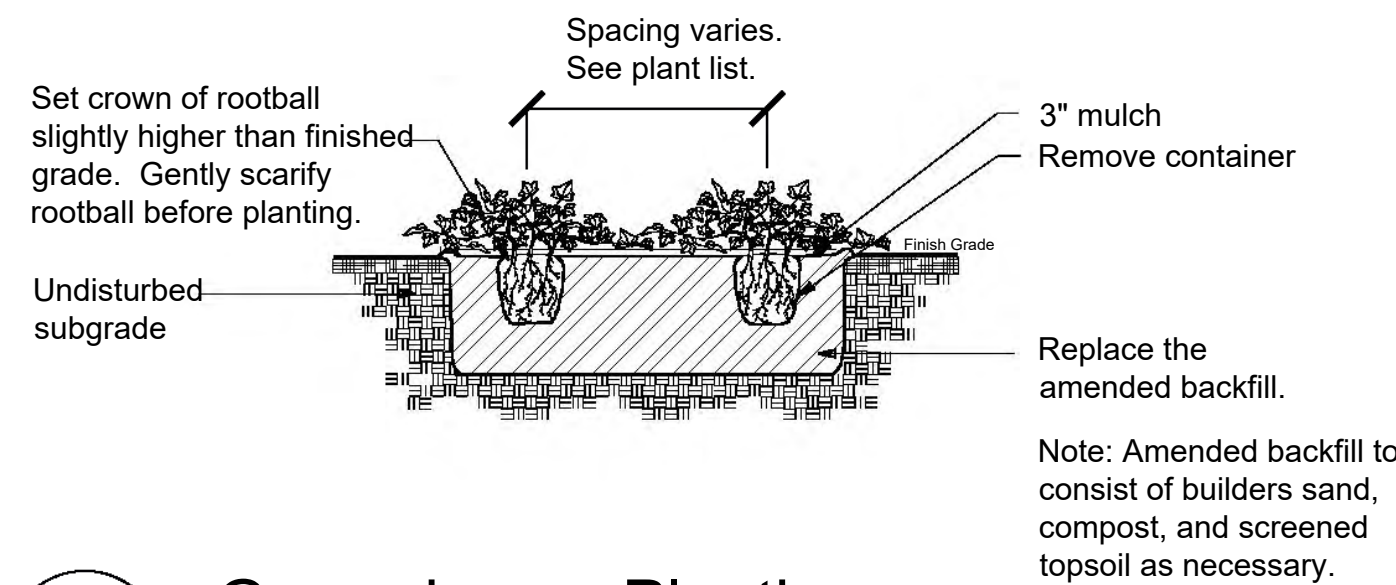 Spacing varies.
See plant list.
Set crown of rootball
slightly higher than finished
grade.  Gently scarify
rootball before planting.
Undisturbed
subgrade
3" mulch
Remove container
Finish Grade
Replace the
amended backfill.
Note: Amended backfill to
consist of builders sand,
compost, and screened
topsoil as necessary.